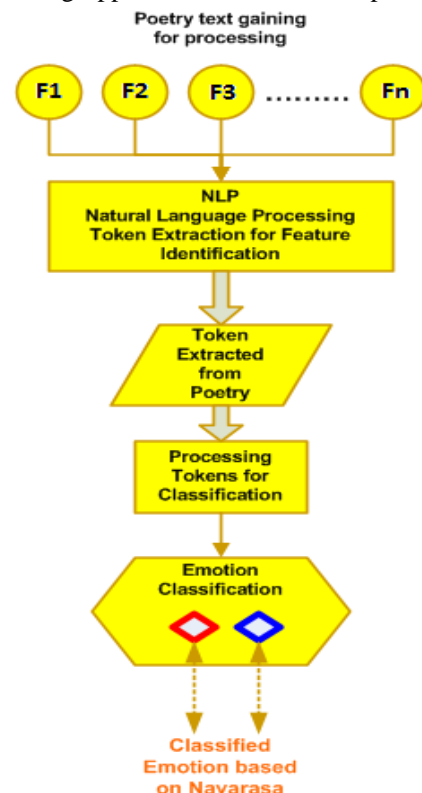 Poetry text gaining
for processing
F1 F2 F3 ......... Fn
NLP
Natural Language Processing
Token Extraction for Feature
Identification
Token
Extracted
from
Poetry
Processing
Tokens for
Classification
Emotion
Classification
Classified
Emotion based
on Navarasa